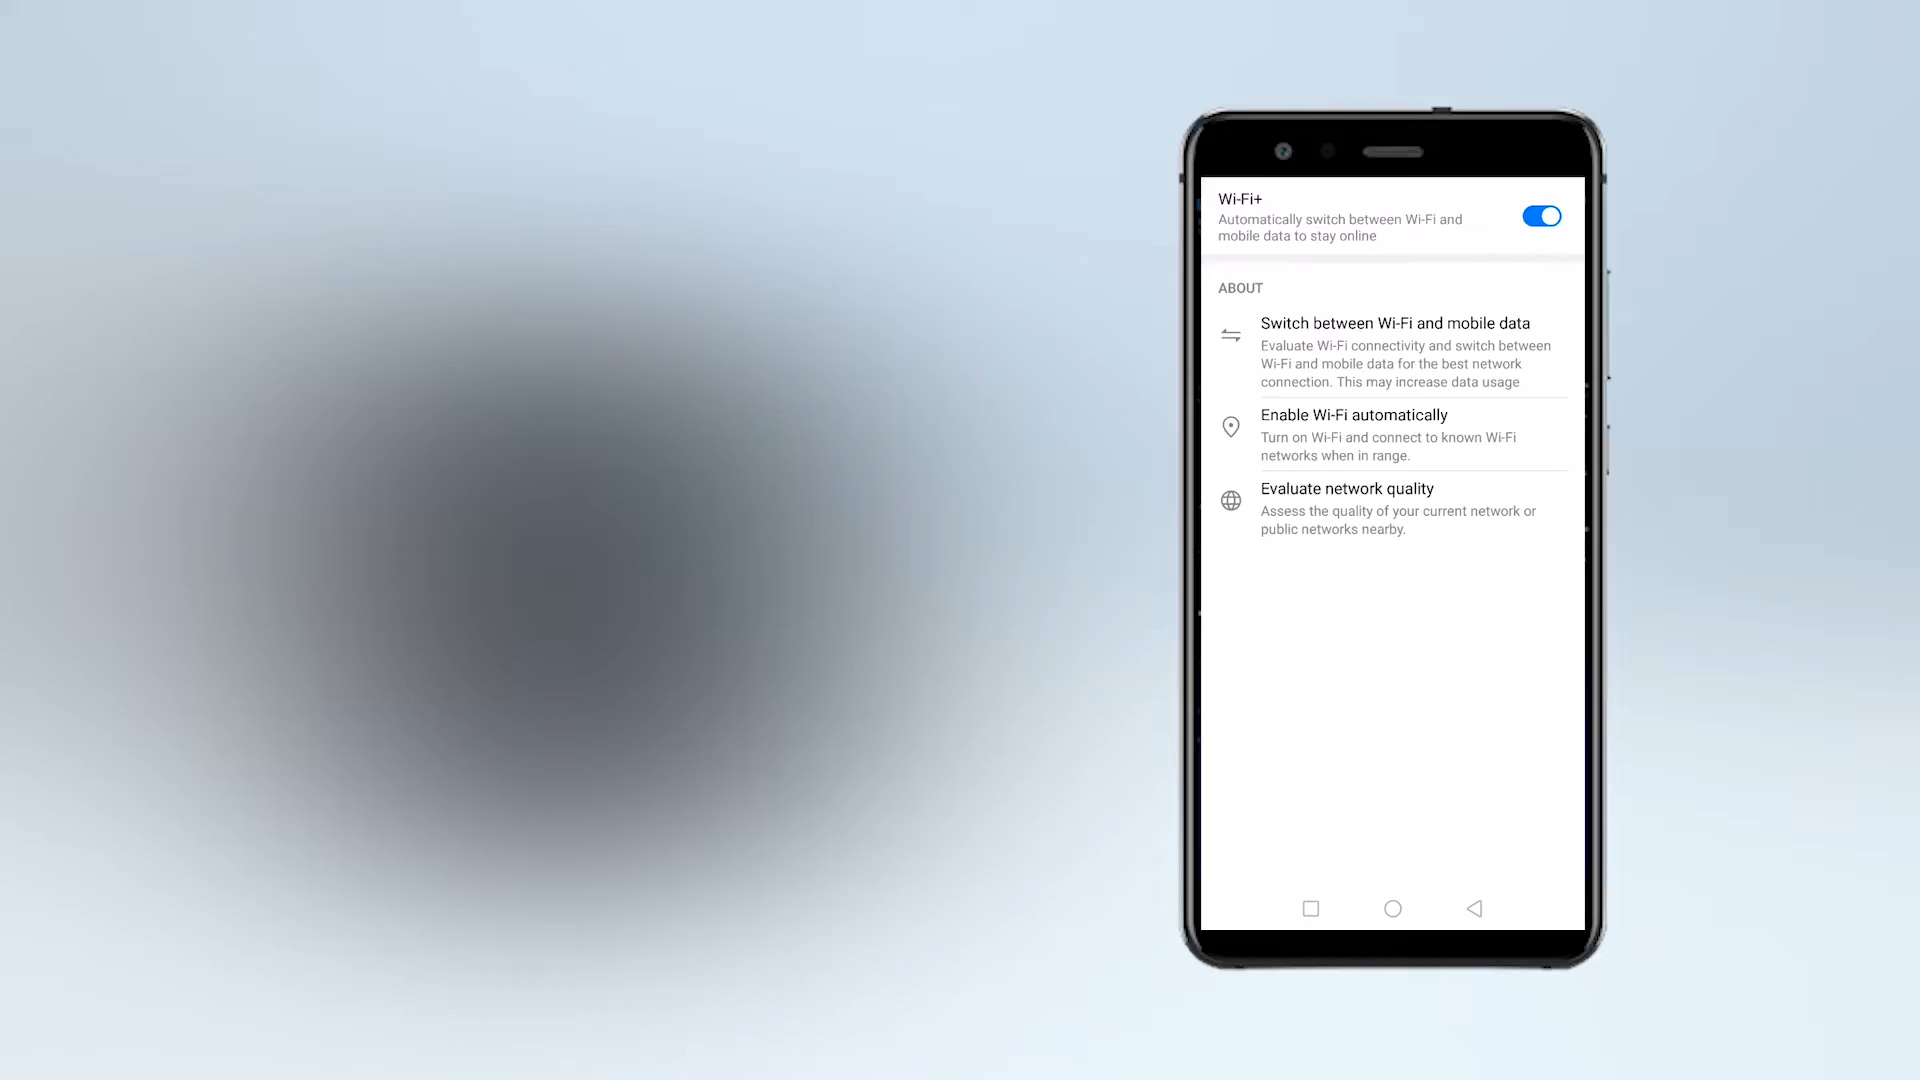 Wi-Fi+
Automatically switch between Wi-Fi and
mobile data to stay online
ABOUT
Switch between Wi-Fi and mobile data
Evaluate Wi-Fi connectivity and switch between
Wi-Fi and mobile data for the best network
connection. This may increase data usage
Enable Wi-Fi automatically
Turn on Wi-Fi and connect to known Wi-Fi
networks when in range.
Evaluate network quality
Assess the quality of your current network or
public networks nearby.